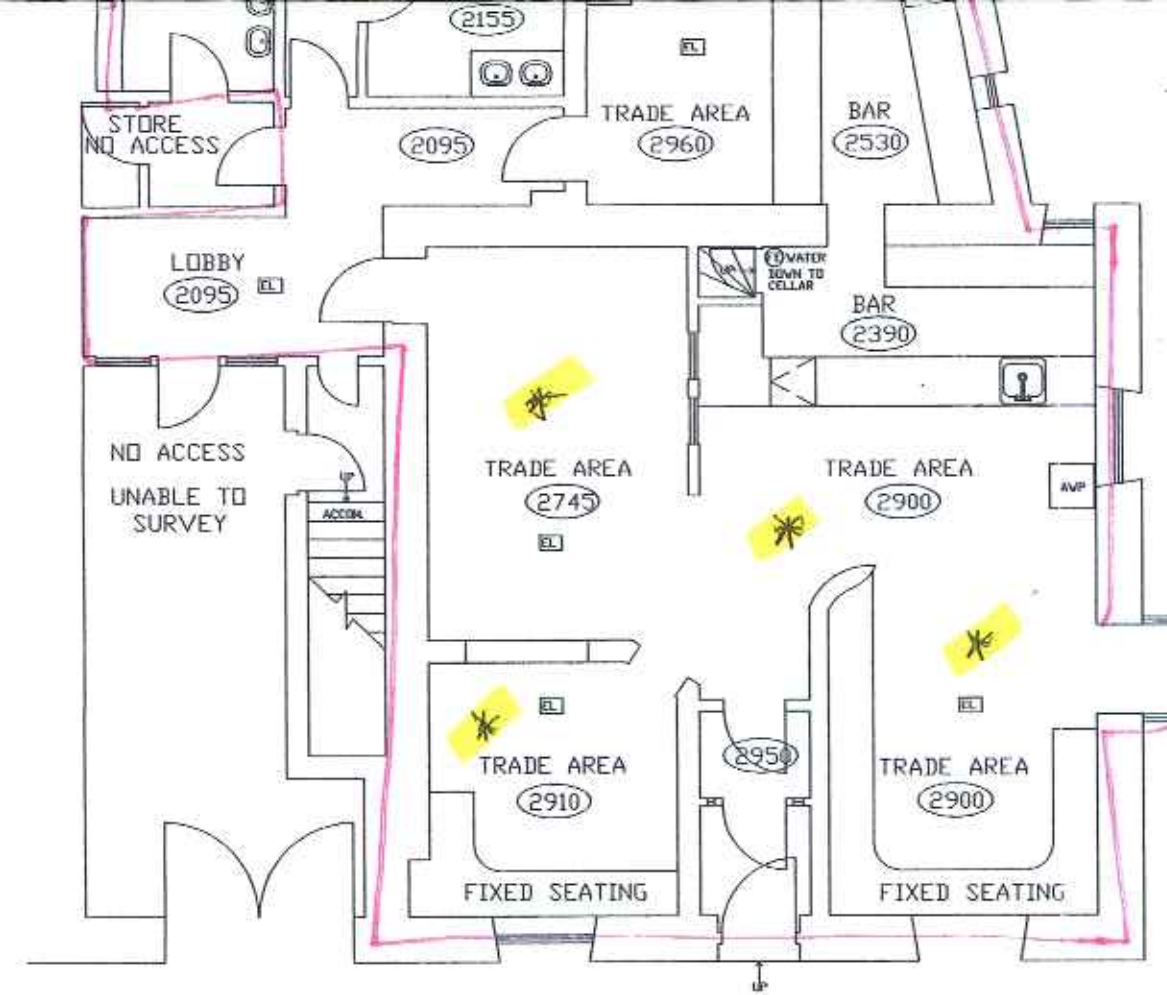 2155
EL
TRADE AREA
2960
BAR
2530
STORE
NO ACCESS
2095
LOBBY
2095
EL
WATER
DOWN TO
CELLAR
BAR
2390
NO ACCESS
UNABLE TO
SURVEY
UP
ACCOM.
TRADE AREA
2745
EL
TRADE AREA
2900
AWP
EL
TRADE AREA
2910
2950
EL
TRADE AREA
2900
FIXED SEATING
FIXED SEATING
UP